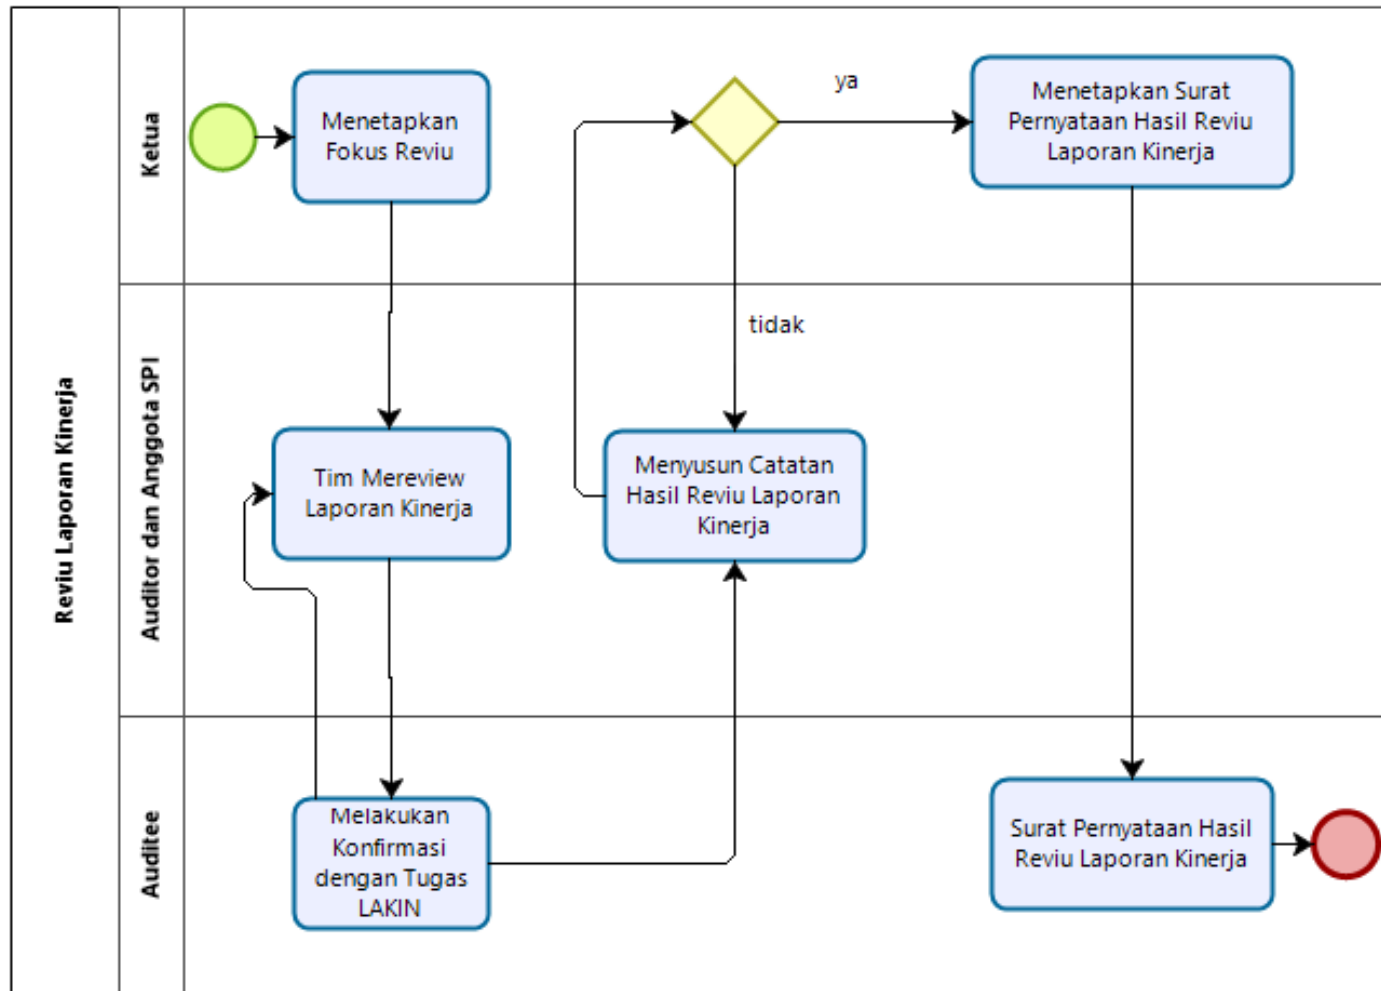 Reviu Laporan Kinerja
Ketua
Menetapkan
Fokus Reviu
ya
Menetapkan Surat
Pernyataan Hasil Reviu
Laporan Kinerja
tidak
Auditor dan Anggota SPI
Tim Mereview
Laporan Kinerja
Menyusun Catatan
Hasil Reviu Laporan
Kinerja
Auditee
Melakukan
Konfirmasi
dengan Tugas
LAKIN
Surat Pernyataan Hasil
Reviu Laporan Kinerja